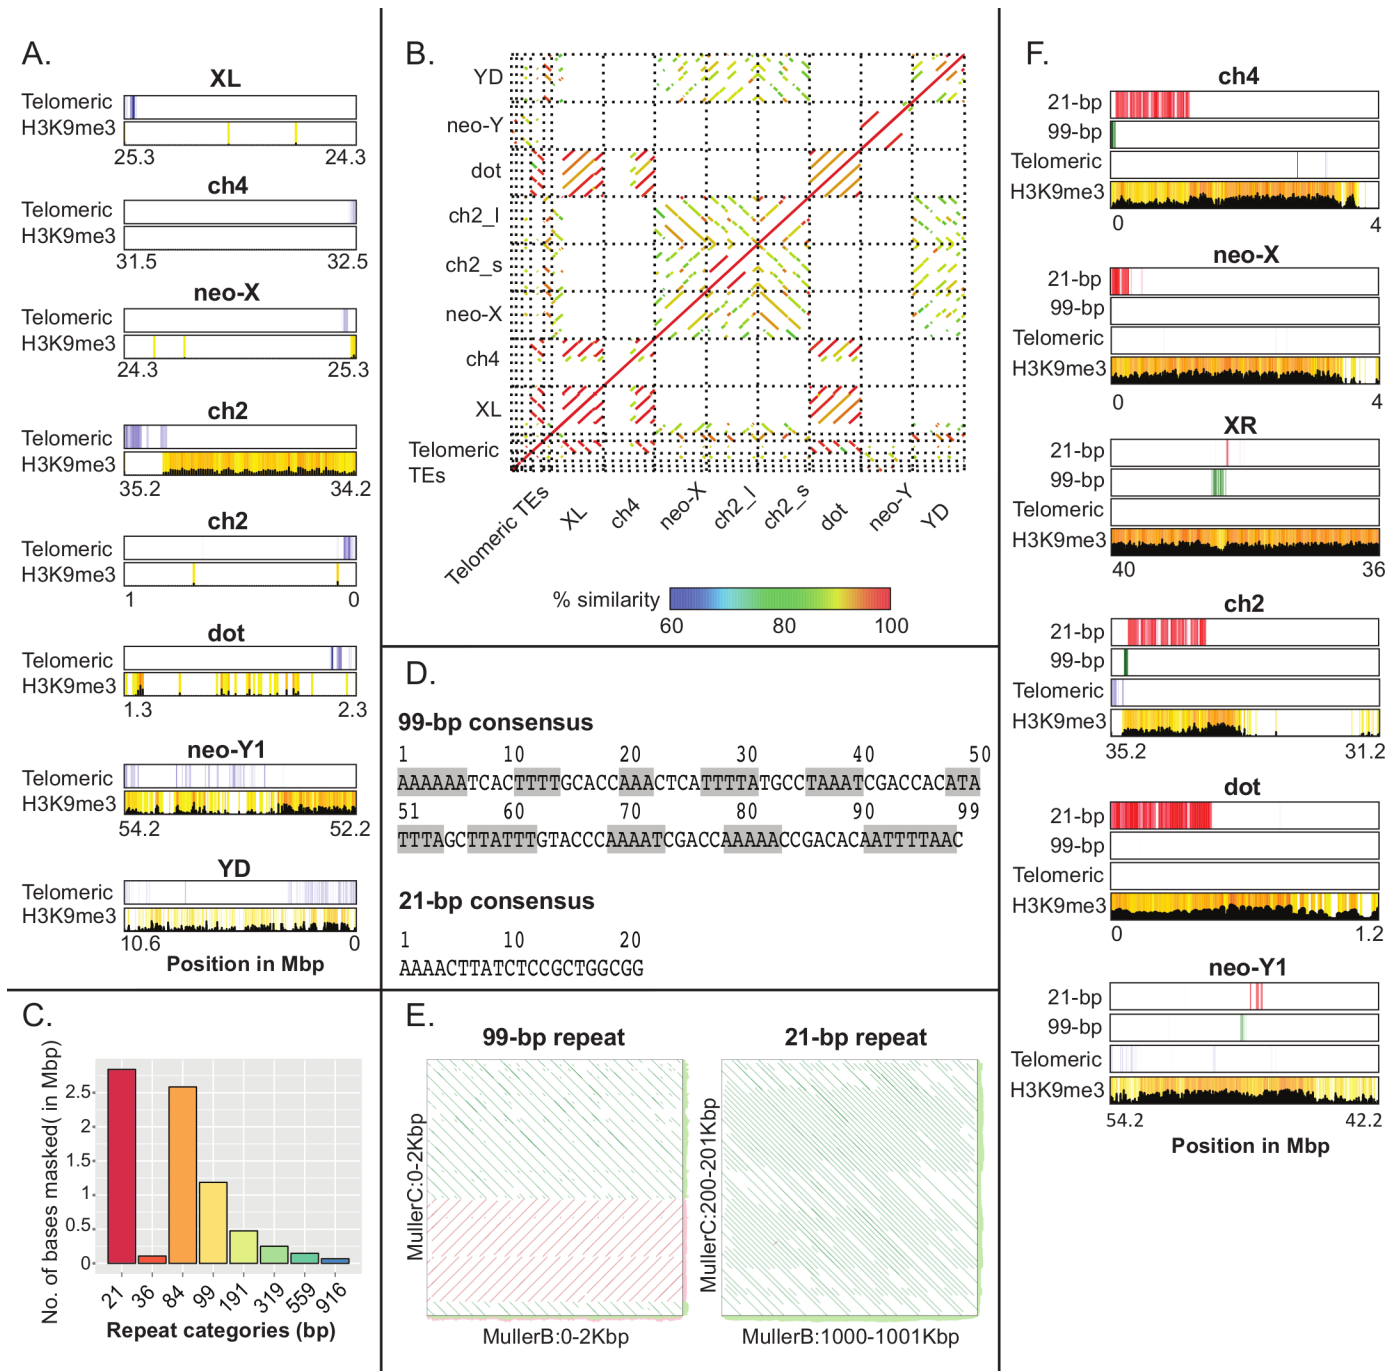 A.
XL
Telomeric
H3K9me3
25.3 24.3
ch4
Telomeric
H3K9me3
31.5 32.5
neo-X
Telomeric
H3K9me3
24.3 25.3
ch2
Telomeric
H3K9me3
35.2 34.2
ch2
Telomeric
H3K9me3
1 0
dot
Telomeric
H3K9me3
1.3 2.3
neo-Y1
Telomeric
H3K9me3
54.2 52.2
YD
Telomeric
H3K9me3
10.6 0
Position in Mbp
B.
YD
neo-Y
dot
ch2_l
ch2_s
neo-X
ch4
XL
Telomeric
TEs
Telomeric TEs XL ch4 neo-X ch2_l ch2_s dot neo-Y YD
% similarity
60 80 100
C.
No. of bases masked( in Mbp)
2.5
2
1.5
1
0.5
0
21 36 84 99 191 319 559 916
Repeat categories (bp)
D.
99-bp consensus
1 10 20 30 40 50
AAAAAATCACTTTTGCACCAAACTCATTTTATGCCTAAATCGACCACATA
51 60 70 80 91 99
TTTAGCTTATTTGTACCCAAAATCGACCAAAAACCGACACAATTTTAAC
21-bp consensus
1 10 20
AAAACTTATCTCCGCTGGCGG
E.
99-bp repeat
MullerC:0-2Kbp
MullerB:0-2Kbp
21-bp repeat
MullerC:200-201Kbp
MullerB:1000-1001Kbp
F.
ch4
21-bp
99-bp
Telomeric
H3K9me3
0 4
neo-X
21-bp
99-bp
Telomeric
H3K9me3
0 4
XR
21-bp
99-bp
Telomeric
H3K9me3
40 36
ch2
21-bp
99-bp
Telomeric
H3K9me3
35.2 31.2
dot
21-bp
99-bp
Telomeric
H3K9me3
0 1.2
neo-Y1
21-bp
99-bp
Telomeric
H3K9me3
54.2 42.2
Position in Mbp